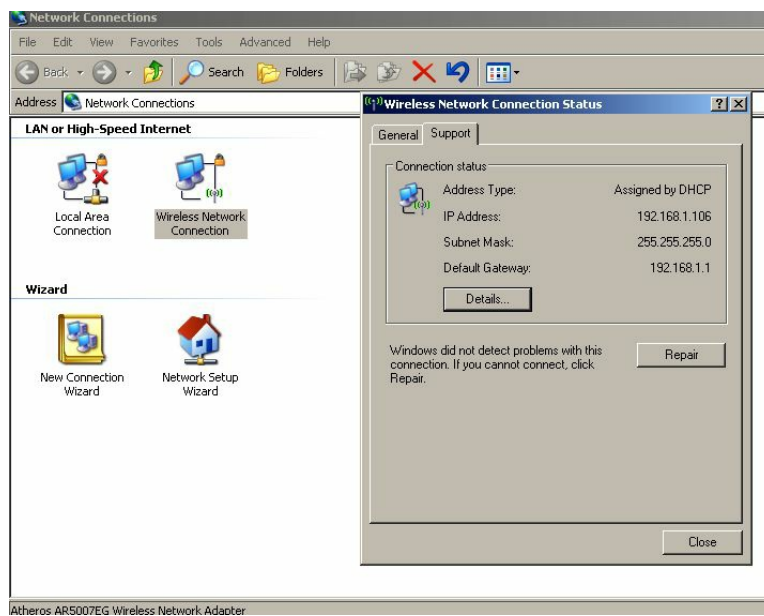 Network Connections
File Edit View Favorites Tools Advanced Help
Back Search Folders
Address Network Connections
LAN or High-Speed Internet
Local Area
Connection
Wireless Network
Connection
Wizard
New Connection
Wizard
Network Setup
Wizard
Wireless Network Connection Status
General Support
Connection status
Address Type: Assigned by DHCP
IP Address: 192.168.1.106
Subnet Mask: 255.255.255.0
Default Gateway: 192.168.1.1
Details...
Windows did not detect problems with this
connection. If you cannot connect, click
Repair.
Repair
Close
Atheros AR5007EG Wireless Network Adapter